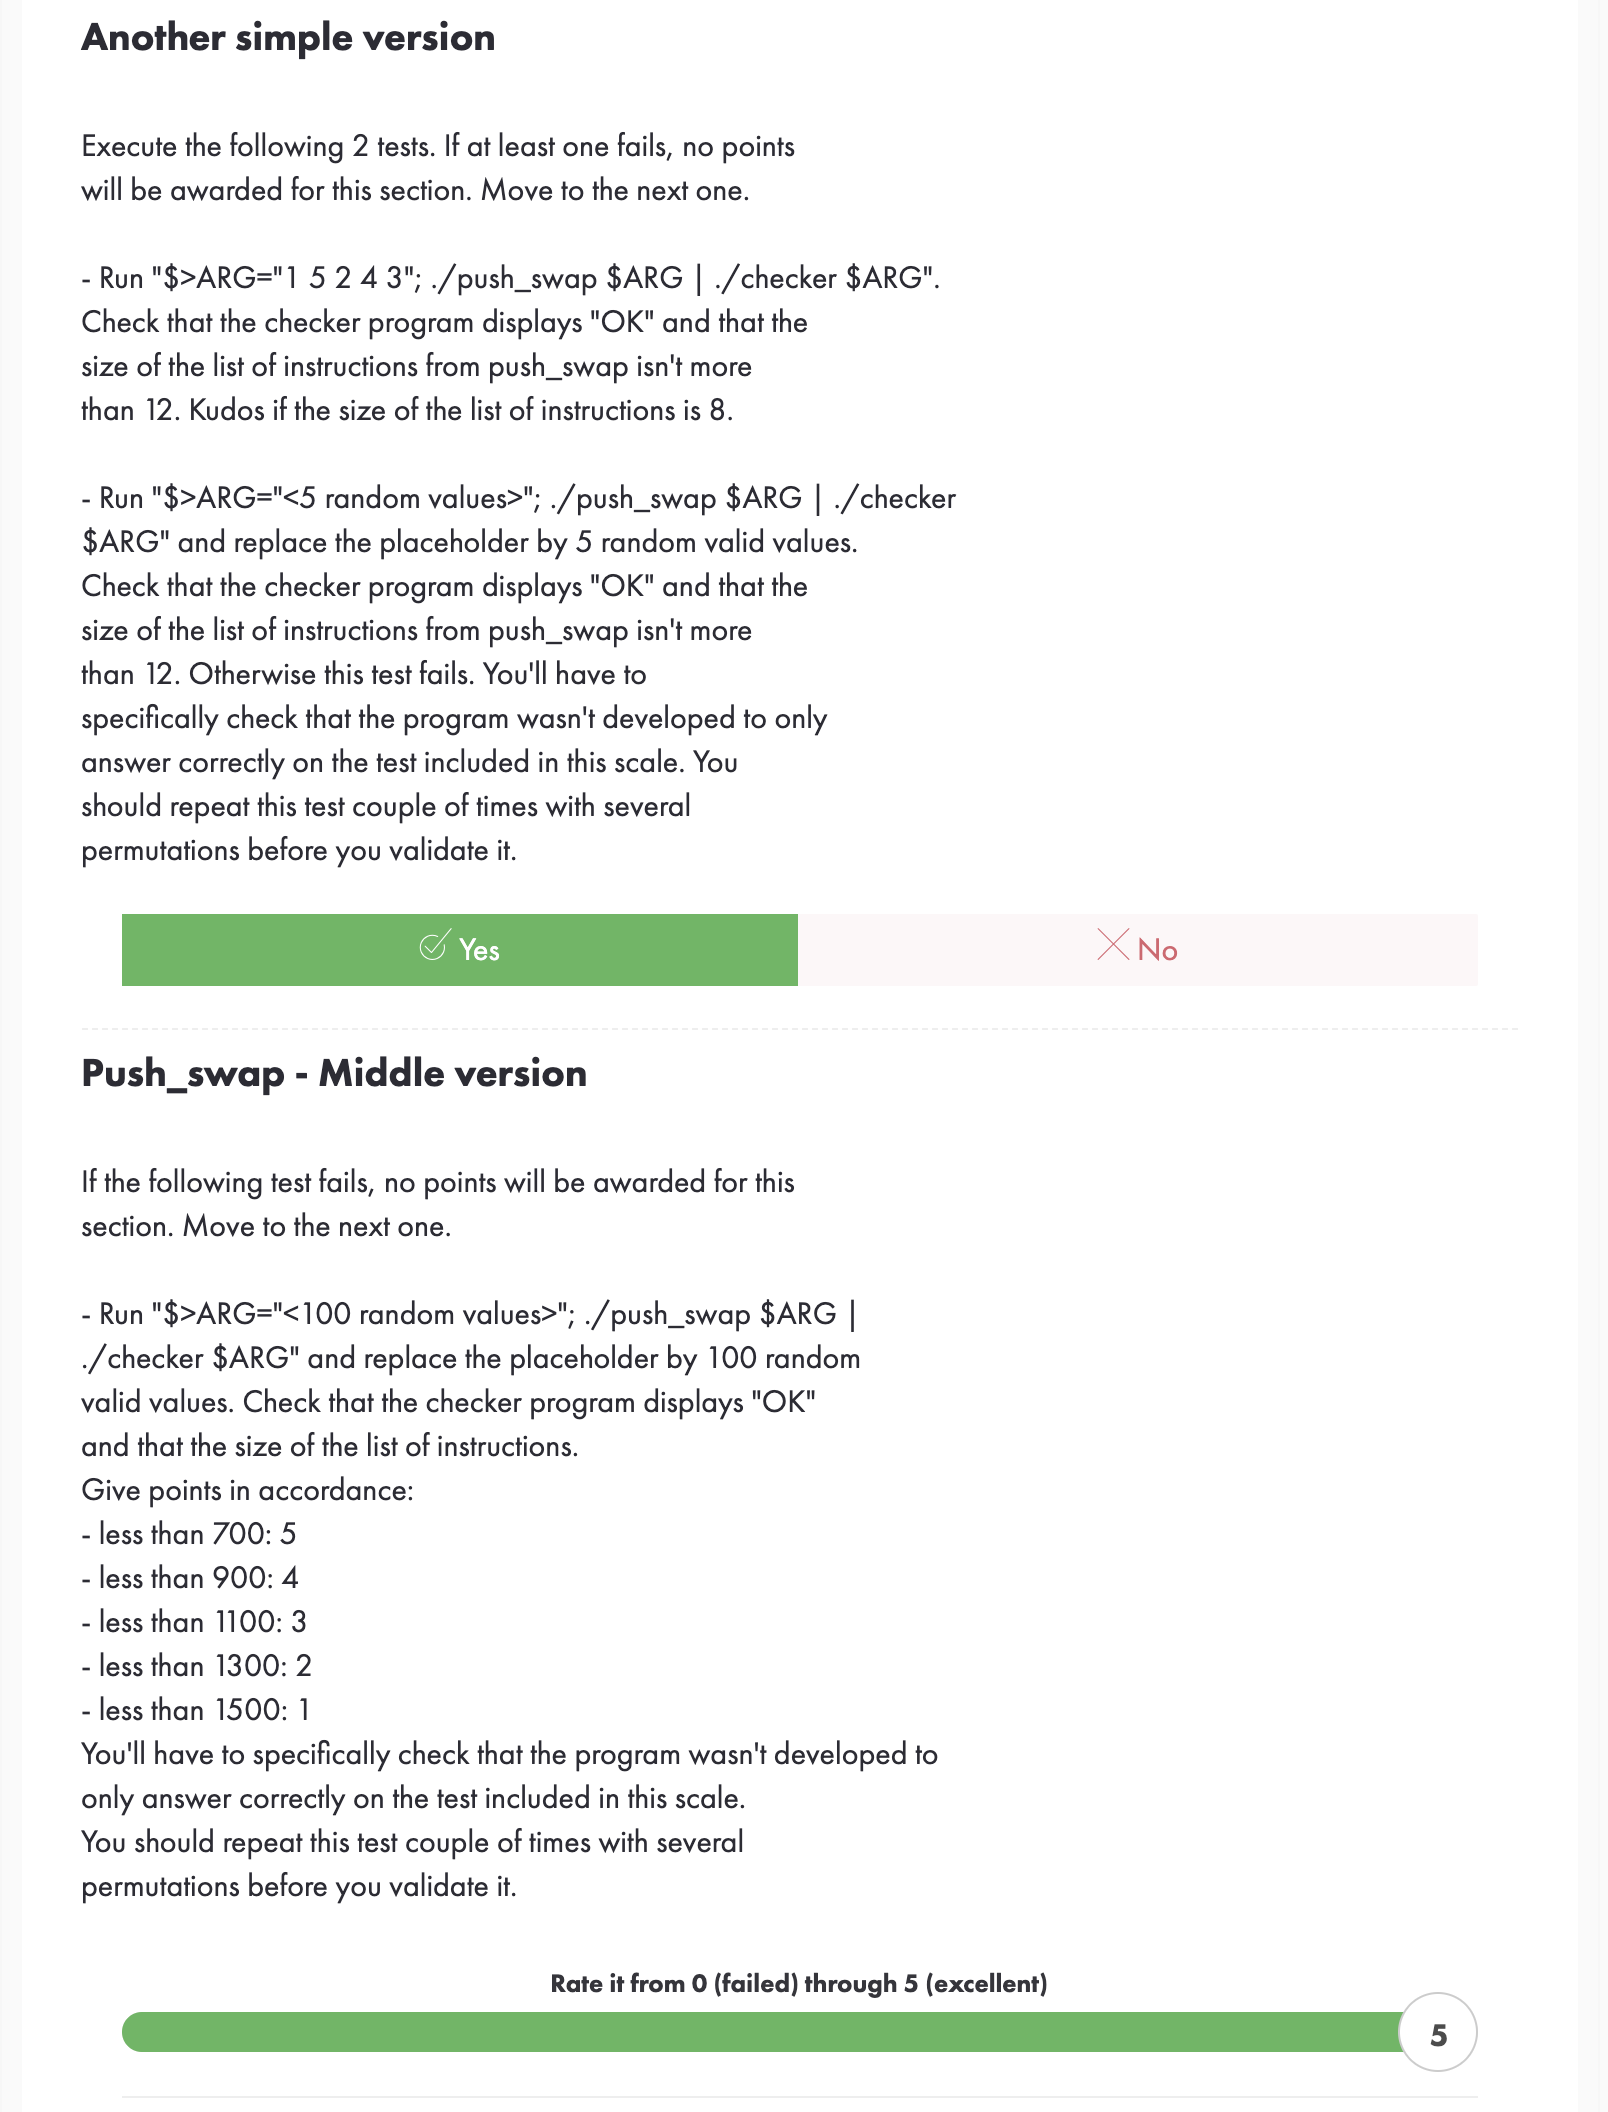 Another simple version
Execute the following 2 tests. If at least one fails, no points
will be awarded for this section. Move to the next one.
- Run "$>ARG="1 5 2 4 3"; ./push_swap $ARG | ./checker $ARG".
Check that the checker program displays "OK" and that the
size of the list of instructions from push_swap isn't more
than 12. Kudos if the size of the list of instructions is 8.
- Run "$>ARG="<5 random values>"; ./push_swap $ARG | ./checker
$ARG" and replace the placeholder by 5 random valid values.
Check that the checker program displays "OK" and that the
size of the list of instructions from push_swap isn't more
than 12. Otherwise this test fails. You'll have to
specifically check that the program wasn't developed to only
answer correctly on the test included in this scale. You
should repeat this test couple of times with several
permutations before you validate it.
Yes
No
Push_swap - Middle version
If the following test fails, no points will be awarded for this
section. Move to the next one.
- Run "$>ARG="<100 random values>"; ./push_swap $ARG |
./checker $ARG" and replace the placeholder by 100 random
valid values. Check that the checker program displays "OK"
and that the size of the list of instructions.
Give points in accordance:
- less than 700: 5
- less than 900: 4
- less than 1100: 3
- less than 1300: 2
- less than 1500: 1
You'll have to specifically check that the program wasn't developed to
only answer correctly on the test included in this scale.
You should repeat this test couple of times with several
permutations before you validate it.
Rate it from 0 (failed) through 5 (excellent)
5